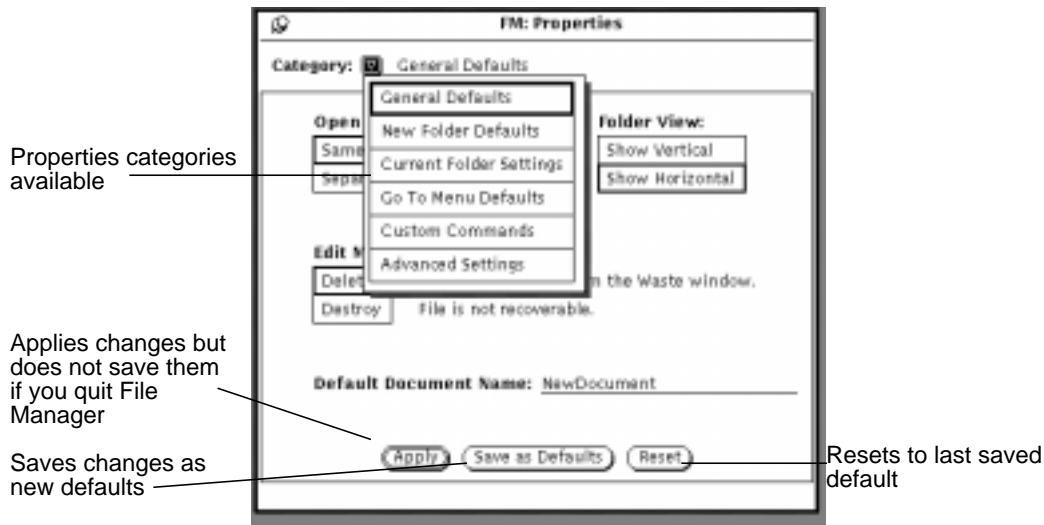 FM: Properties
Category: General Defaults
General Defaults
New Folder Defaults
Current Folder Settings
Go To Menu Defaults
Custom Commands
Advanced Settings
Open
Same
Folder View:
Show Vertical
Show Horizontal
Edit
the Waste window.
Destroy File is not recoverable.
Default Document Name: NewDocument
Apply Save as Defaults Reset
Properties categories
available
Applies changes but
does not save them
if you quit File
Manager
Saves changes as
new defaults
Resets to last saved
default